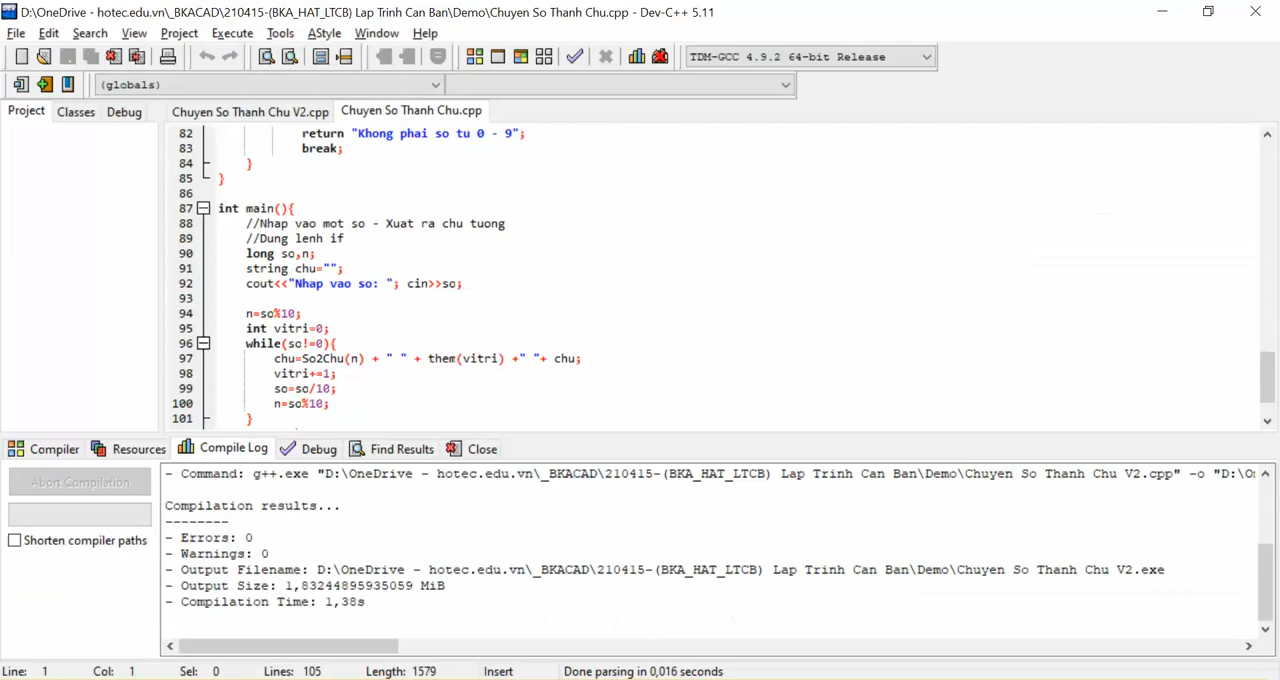 D:\OneDrive - hotec.edu.vn\_BKACAD\210415-(BKA_HAT_LTCB) Lap Trinh Can Ban\Demo\Chuyen So Thanh Chu.cpp - Dev-C++ 5.11
File Edit Search View Project Execute Tools AStyle Window Help
TDM-GCC 4.9.2 64-bit Release
(globals)
Project Classes Debug Chuyen So Thanh Chu V2.cpp Chuyen So Thanh Chu.cpp
82 return "Khong phai so tu 0 - 9";
83 break;
84 }
85 }
86
87 int main(){
88 //Nhap vao mot so - Xuat ra chu tuong
89 //Dung lenh if
90 long so,n;
91 string chu="";
92 cout<<"Nhap vao so: "; cin>>so;
93
94 n=so%10;
95 int vitri=0;
96 while(so!=0){
97 chu=So2Chu(n) + " " + them(vitri) +" "+ chu;
98 vitri+=1;
99 so=so/10;
100 n=so%10;
101 }
Compiler Resources Compile Log Debug Find Results Close
Abort Compilation
Shorten compiler paths
- Command: g++.exe "D:\OneDrive - hotec.edu.vn\_BKACAD\210415-(BKA_HAT_LTCB) Lap Trinh Can Ban\Demo\Chuyen So Thanh Chu V2.cpp" -o "D:\O
Compilation results...
--------
- Errors: 0
- Warnings: 0
- Output Filename: D:\OneDrive - hotec.edu.vn\_BKACAD\210415-(BKA_HAT_LTCB) Lap Trinh Can Ban\Demo\Chuyen So Thanh Chu V2.exe
- Output Size: 1,83244895935059 MiB
- Compilation Time: 1,38s
Line: 1 Col: 1 Sel: 0 Lines: 105 Length: 1579 Insert Done parsing in 0,016 seconds